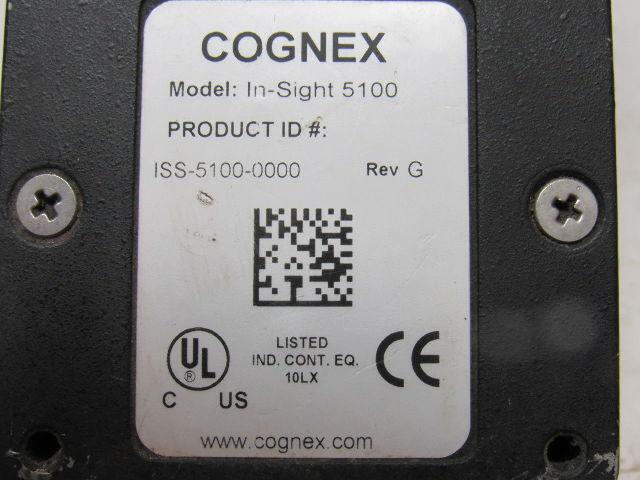 COGNEX
Model: In-Sight 5100
PRODUCT ID #:
ISS-5100-0000 Rev G
UL
®
C US
LISTED
IND. CONT. EQ.
10LX
CE
www.cognex.com